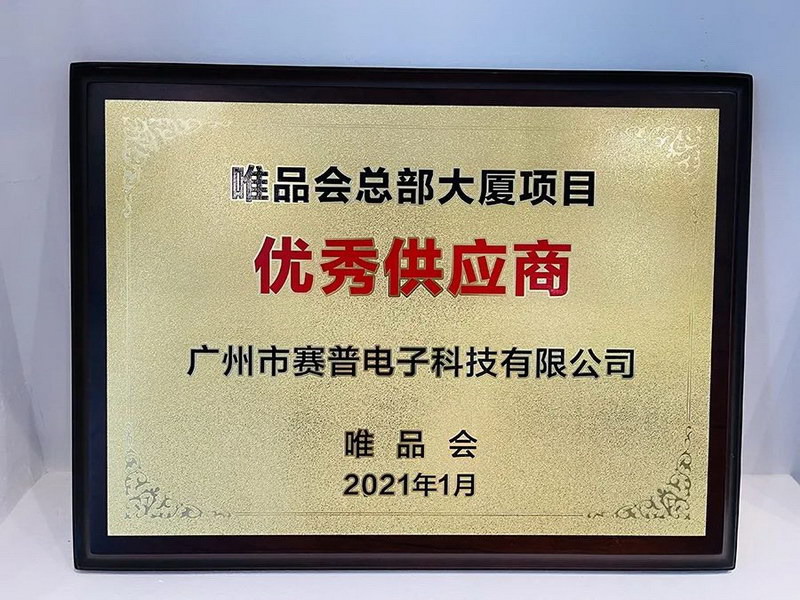 唯品会总部大厦项目
优秀供应商
广州市赛普电子科技有限公司
唯品会
2021年1月